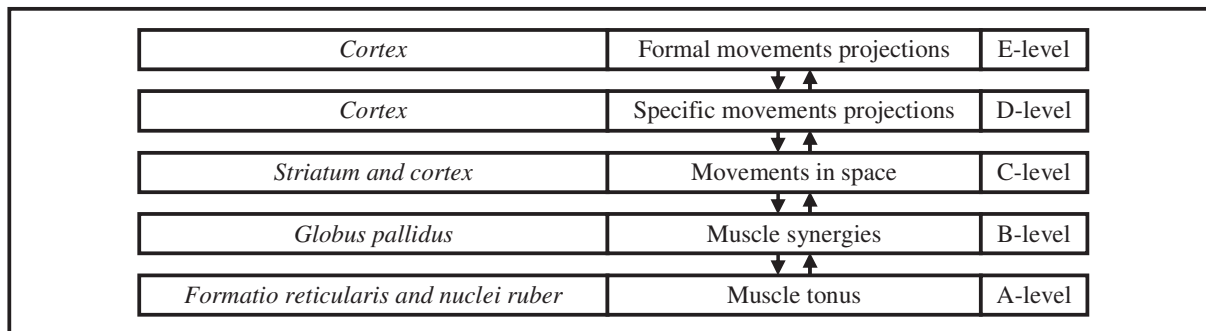 Cortex Formal movements projections E-level
Cortex Specific movements projections D-level
Striatum and cortex Movements in space C-level
Globus pallidus Muscle synergies B-level
Formatio reticularis and nuclei ruber Muscle tonus A-level